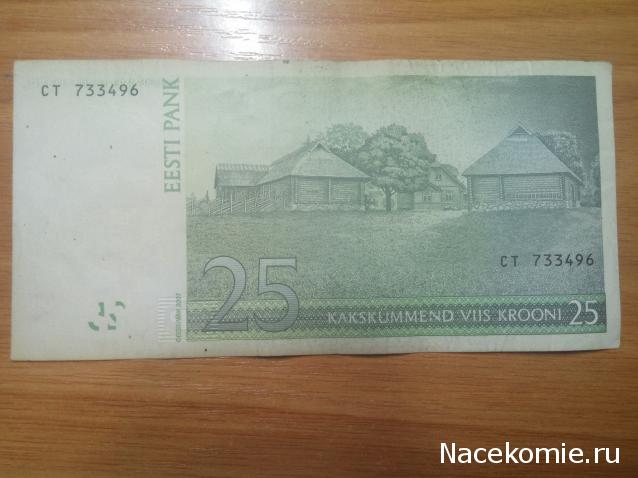 CT 733496
EESTI PANK
CT 733496
25
KAKSKÜMMEND VIIS KROONI 25
Nacekomie.ru